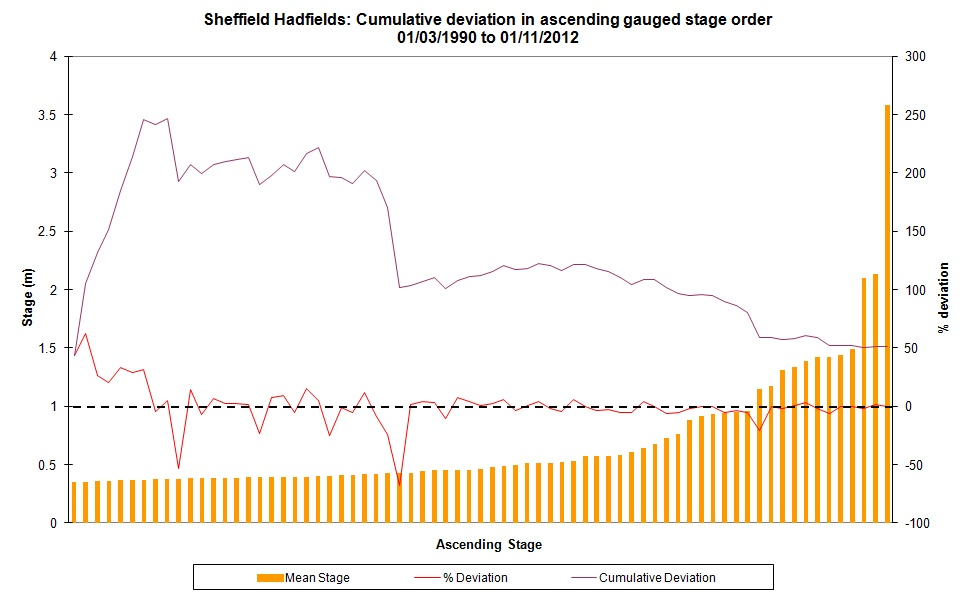 Sheffield Hadfields: Cumulative deviation in ascending gauged stage order
01/03/1990 to 01/11/2012
4
3.5
3
2.5
2
1.5
1
0.5
0
Stage (m)
300
250
200
150
100
50
0
-50
-100
% deviation
Ascending Stage
Mean Stage
% Deviation
Cumulative Deviation